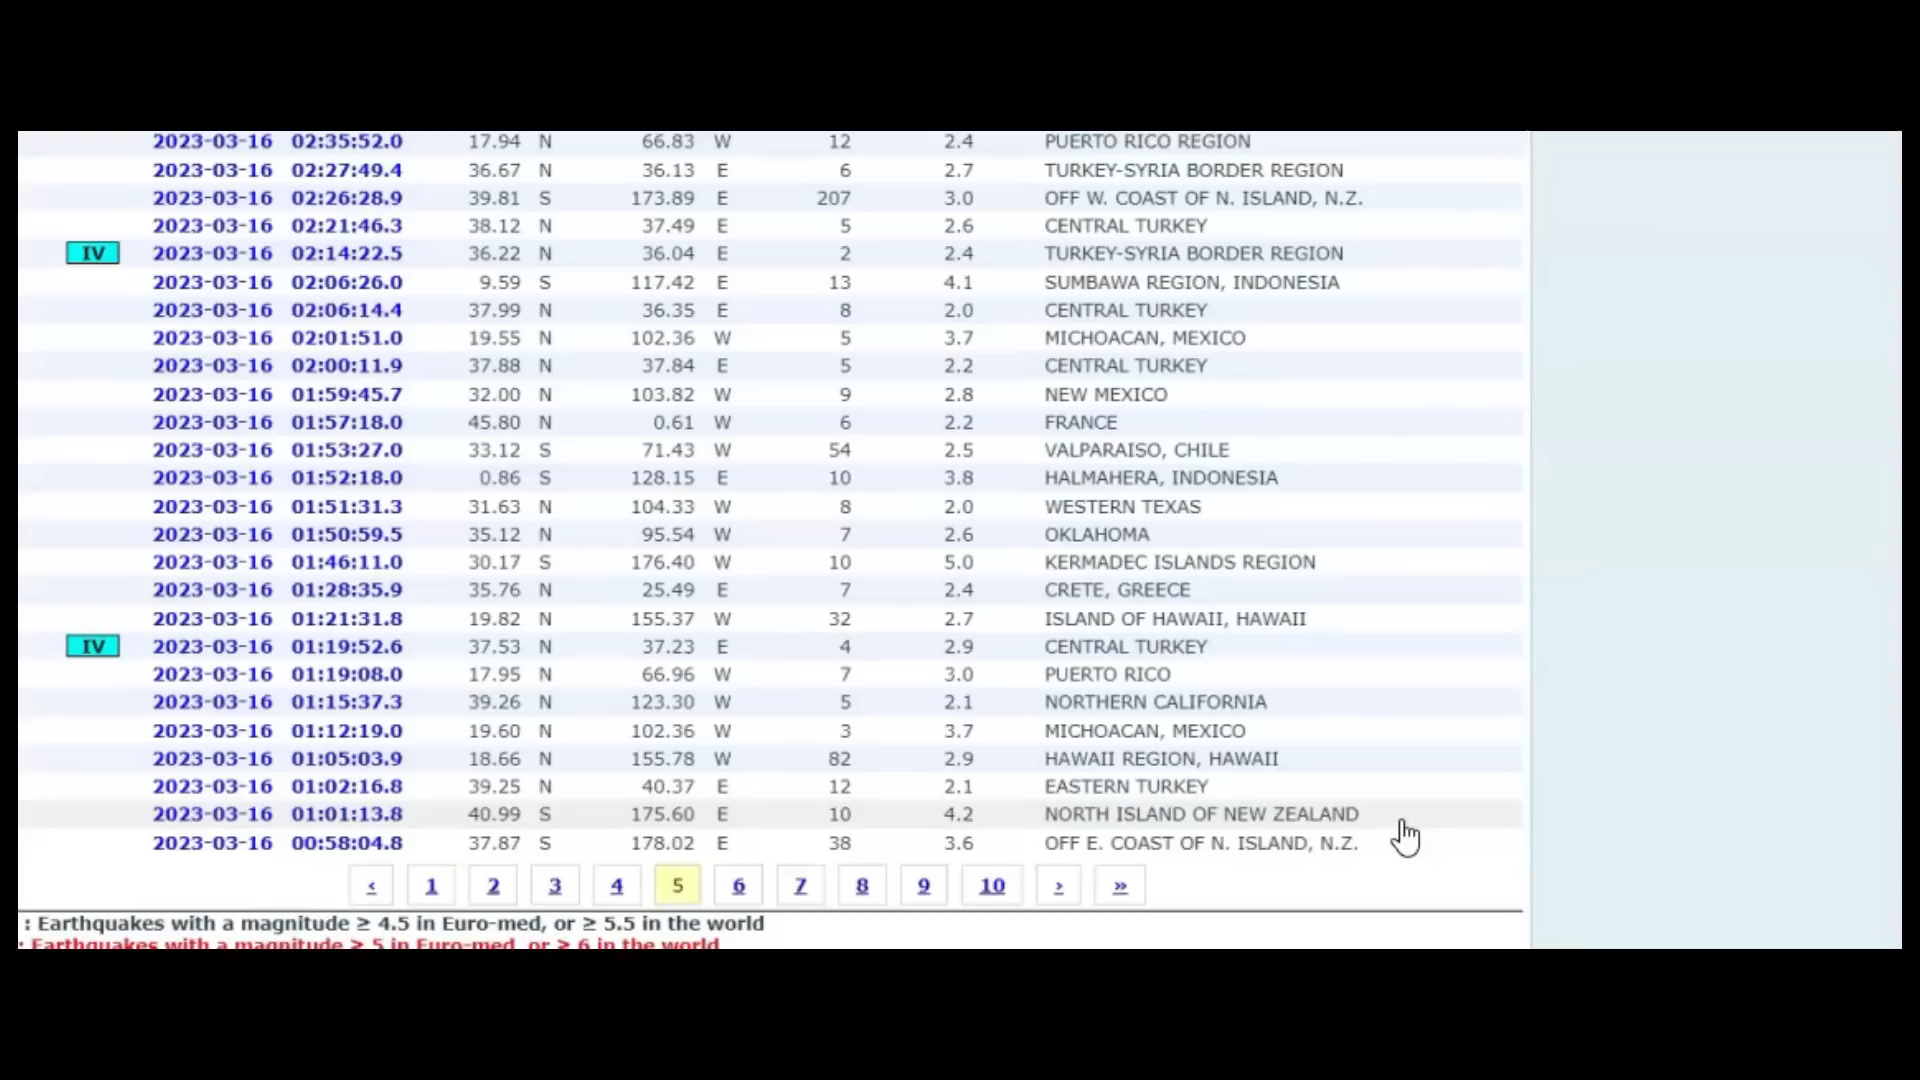 2023-03-16 02:35:52.0 17.94 N 66.83 W 12 2.4 PUERTO RICO REGION
2023-03-16 02:27:49.4 36.67 N 36.13 E 6 2.7 TURKEY-SYRIA BORDER REGION
2023-03-16 02:26:28.9 39.81 S 173.89 E 207 3.0 OFF W. COAST OF N. ISLAND, N.Z.
2023-03-16 02:21:46.3 38.12 N 37.49 E 5 2.6 CENTRAL TURKEY
IV 2023-03-16 02:14:22.5 36.22 N 36.04 E 2 2.4 TURKEY-SYRIA BORDER REGION
2023-03-16 02:06:26.0 9.59 S 117.42 E 13 4.1 SUMBAWA REGION, INDONESIA
2023-03-16 02:06:14.4 37.99 N 36.35 E 8 2.0 CENTRAL TURKEY
2023-03-16 02:01:51.0 19.55 N 102.36 W 5 3.7 MICHOACAN, MEXICO
2023-03-16 02:00:11.9 37.88 N 37.84 E 5 2.2 CENTRAL TURKEY
2023-03-16 01:59:45.7 32.00 N 103.82 W 9 2.8 NEW MEXICO
2023-03-16 01:57:18.0 45.80 N 0.61 W 6 2.2 FRANCE
2023-03-16 01:53:27.0 33.12 S 71.43 W 54 2.5 VALPARAISO, CHILE
2023-03-16 01:52:18.0 0.86 S 128.15 E 10 3.8 HALMAHERA, INDONESIA
2023-03-16 01:51:31.3 31.63 N 104.33 W 8 2.0 WESTERN TEXAS
2023-03-16 01:50:59.5 35.12 N 95.54 W 7 2.6 OKLAHOMA
2023-03-16 01:46:11.0 30.17 S 176.40 W 10 5.0 KERMADEC ISLANDS REGION
2023-03-16 01:28:35.9 35.76 N 25.49 E 7 2.4 CRETE, GREECE
2023-03-16 01:21:31.8 19.82 N 155.37 W 32 2.7 ISLAND OF HAWAII, HAWAII
IV 2023-03-16 01:19:52.6 37.53 N 37.23 E 4 2.9 CENTRAL TURKEY
2023-03-16 01:19:08.0 17.95 N 66.96 W 7 3.0 PUERTO RICO
2023-03-16 01:15:37.3 39.26 N 123.30 W 5 2.1 NORTHERN CALIFORNIA
2023-03-16 01:12:19.0 19.60 N 102.36 W 3 3.7 MICHOACAN, MEXICO
2023-03-16 01:05:03.9 18.66 N 155.78 W 82 2.9 HAWAII REGION, HAWAII
2023-03-16 01:02:16.8 39.25 N 40.37 E 12 2.1 EASTERN TURKEY
2023-03-16 01:01:13.8 40.99 S 175.60 E 10 4.2 NORTH ISLAND OF NEW ZEALAND
2023-03-16 00:58:04.8 37.87 S 178.02 E 38 3.6 OFF E. COAST OF N. ISLAND, N.Z.
‹ 1 2 3 4 5 6 7 8 9 10 › »
: Earthquakes with a magnitude ≥ 4.5 in Euro-med, or ≥ 5.5 in the world
: Earthquakes with a magnitude ≥ 5 in Euro-med, or ≥ 6 in the world